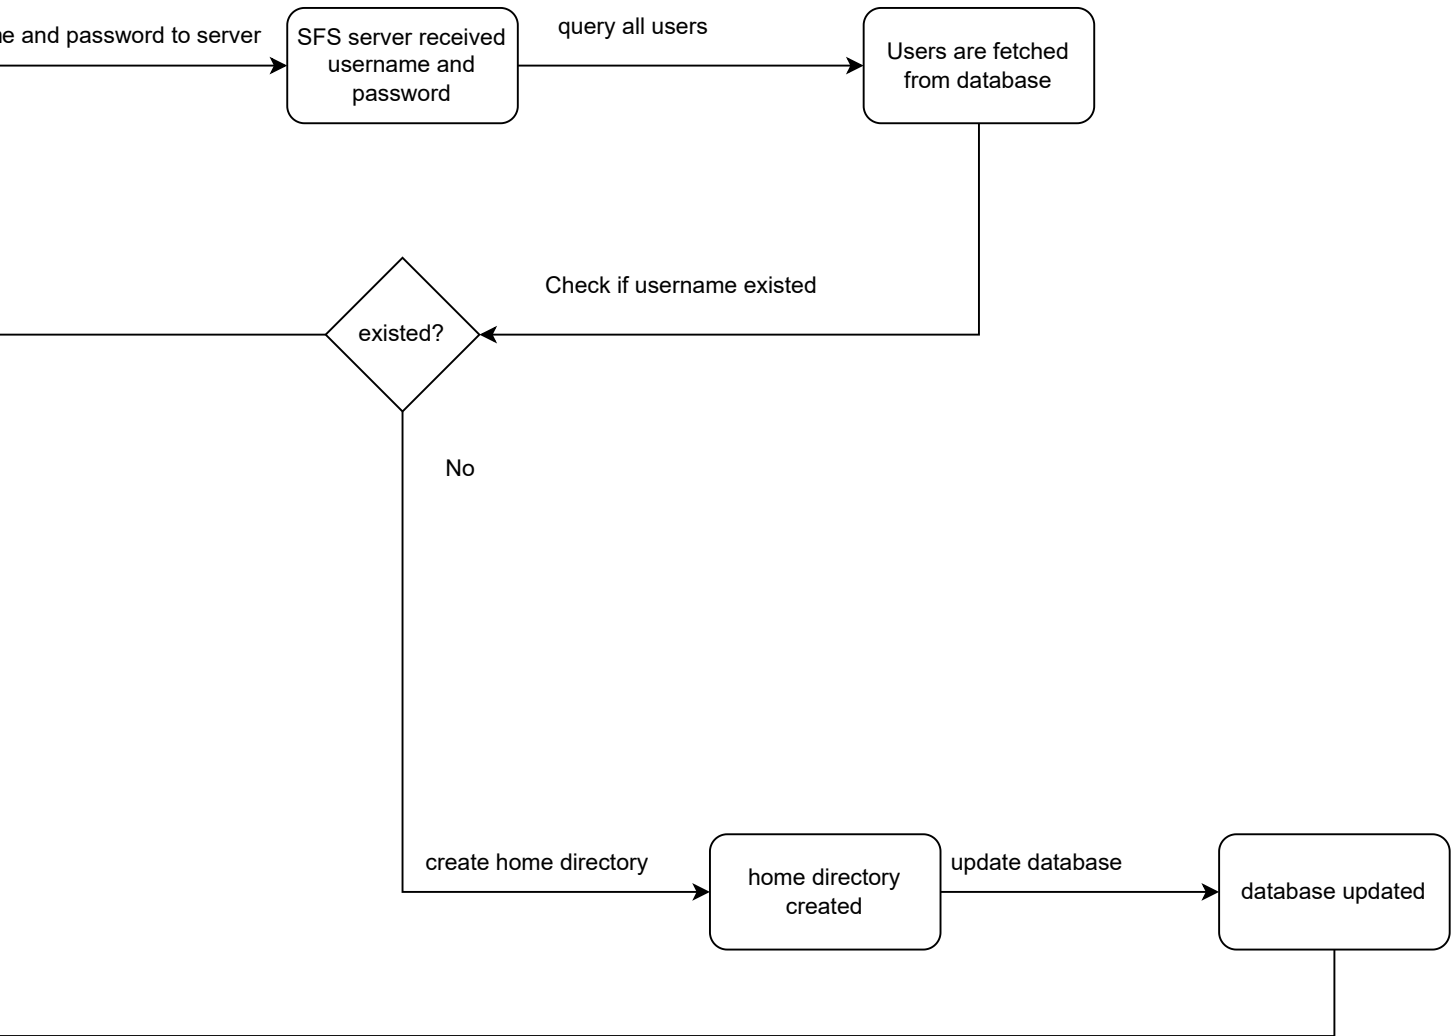 and password to server
SFS server received
username and
password
query all users
Users are fetched
from database
Check if username existed
existed?
No
create home directory
home directory
created
update database
database updated